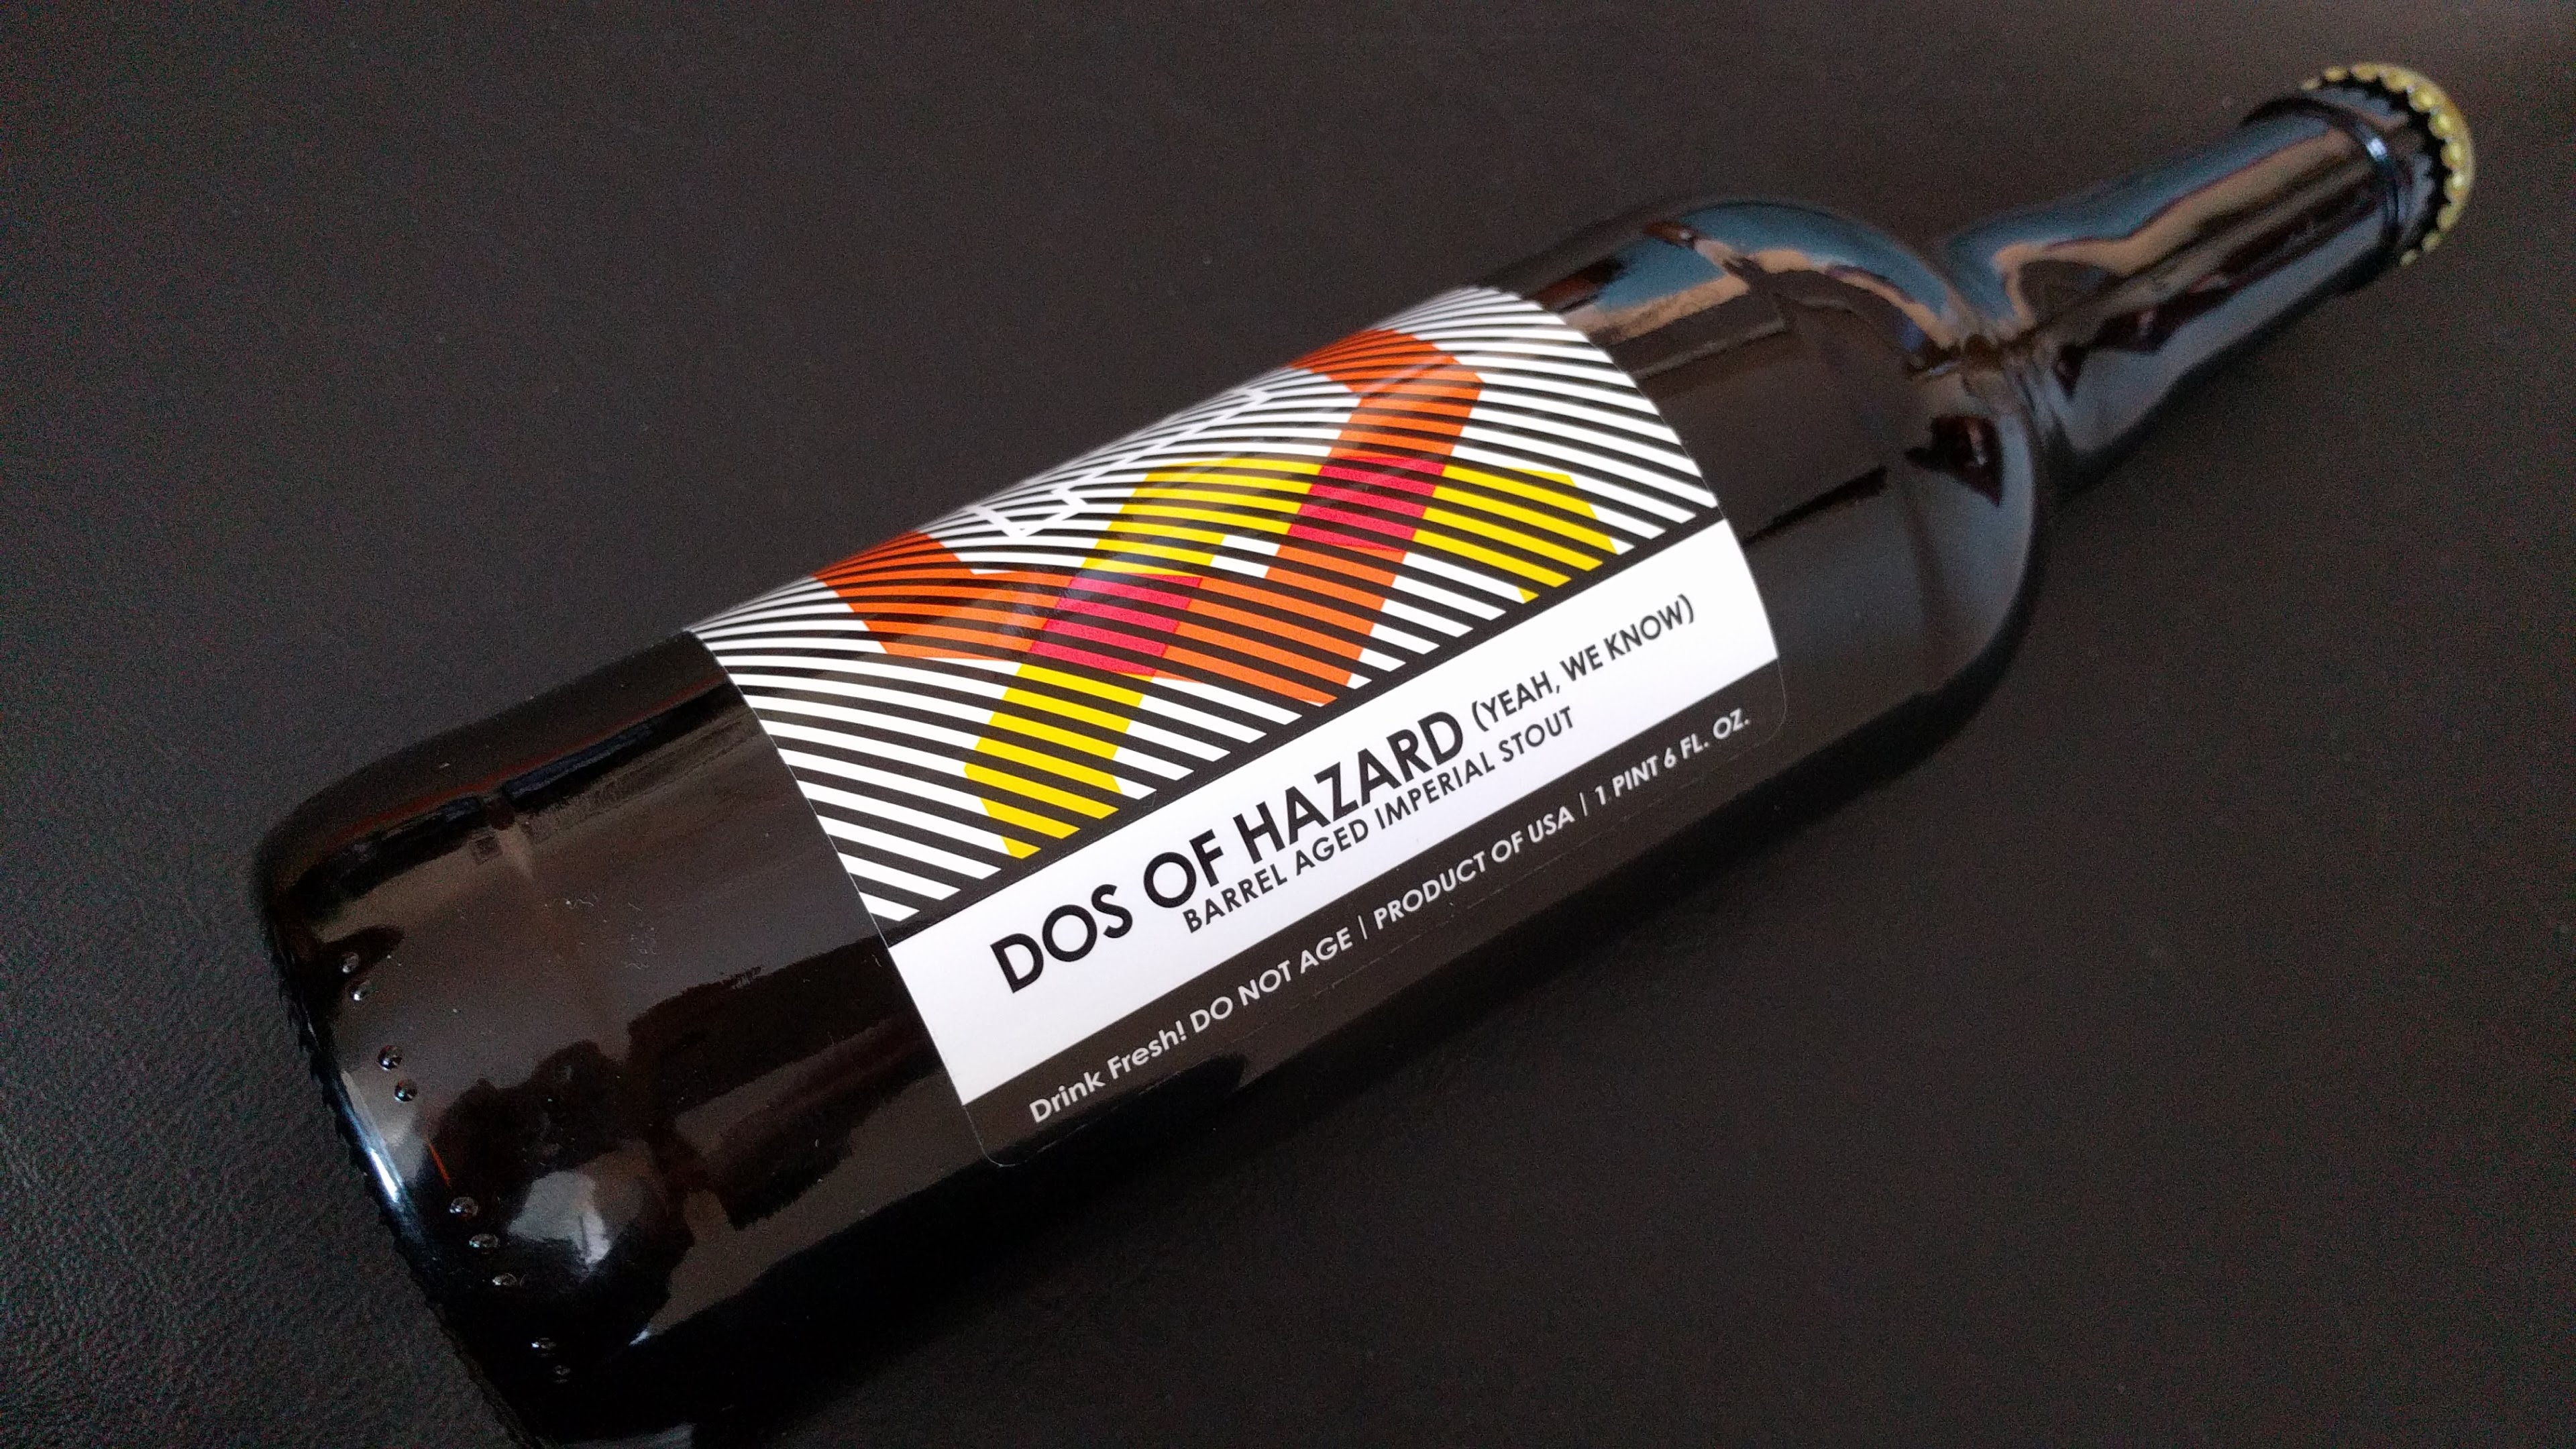 DOS OF HAZARD (YEAH, WE KNOW)
BARREL AGED IMPERIAL STOUT
Drink Fresh! DO NOT AGE | PRODUCT OF USA | 1 PINT 6 FL. OZ.